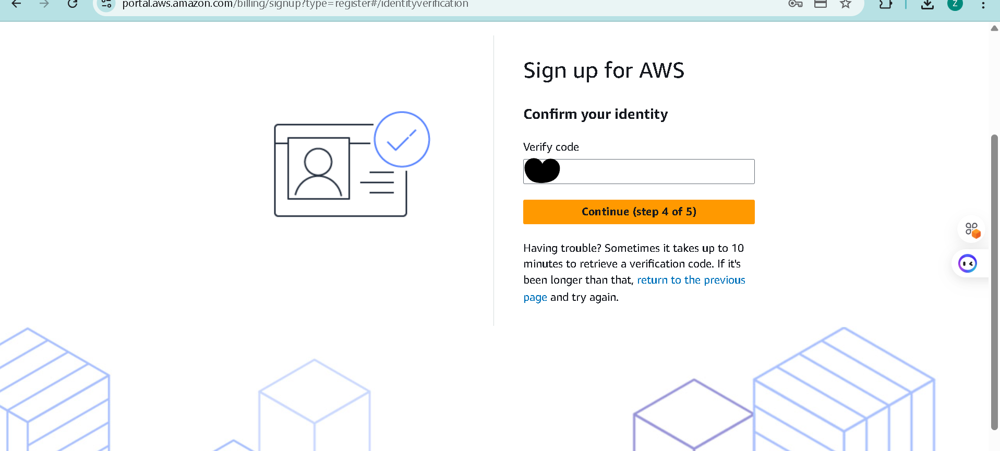 portal.aws.amazon.com/billing/signup?type=register#/identityverification
Z
Sign up for AWS
Confirm your identity
Verify code
Continue (step 4 of 5)
Having trouble? Sometimes it takes up to 10
minutes to retrieve a verification code. If it's
been longer than that, return to the previous
page and try again.